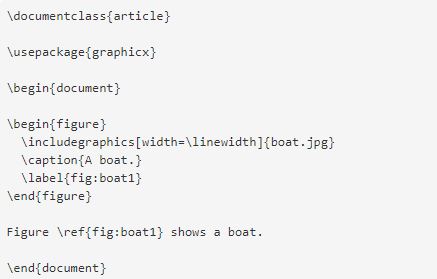 \documentclass{article}
\usepackage{graphicx}
\begin{document}
\begin{figure}
\includegraphics[width=\linewidth]{boat.jpg}
\caption{A boat.}
\label{fig:boat1}
\end{figure}
Figure \ref{fig:boat1} shows a boat.
\end{document}